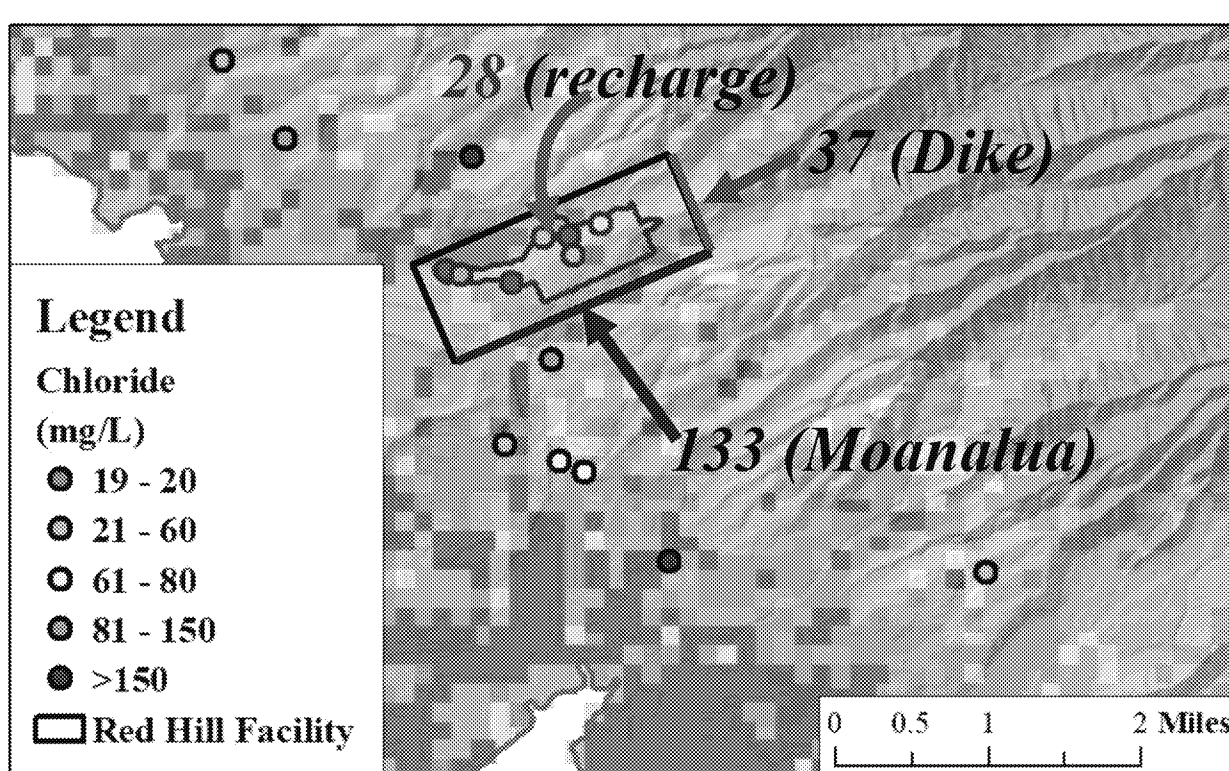 28 (recharge)
37 (Dike)
133 (Moanalua)
Legend
Chloride
(mg/L)
19 - 20
21 - 60
61 - 80
81 - 150
>150
Red Hill Facility
0 0.5 1 2 Miles